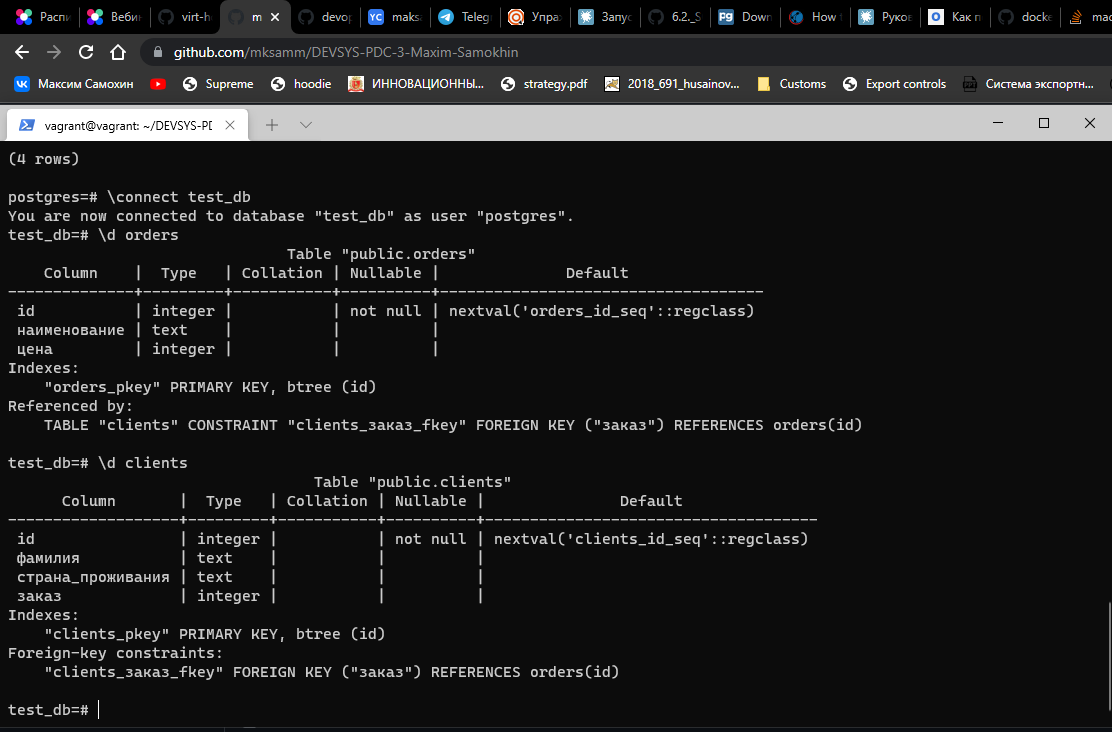 Распи
Вебин
virt-h
m
devop
maks
Teleg
Упра
Запус
6.2._S
Down
How t
Руков
Как п
docke
mac
github.com/mksamm/DEVSYS-PDC-3-Maxim-Samokhin
Максим Самохин
Supreme
hoodie
ИННОВАЦИОННЫ...
strategy.pdf
2018_691_husainov...
Customs
Export controls
Система экспортн...
vagrant@vagrant: ~/DEVSYS-PD
(4 rows)
postgres=# \connect test_db
You are now connected to database "test_db" as user "postgres".
test_db=# \d orders
Table "public.orders"
Column | Type | Collation | Nullable | Default
--------------+---------+-----------+----------+------------------------------------
id | integer | | not null | nextval('orders_id_seq'::regclass)
наименование | text | | |
цена | integer | | |
Indexes:
"orders_pkey" PRIMARY KEY, btree (id)
Referenced by:
TABLE "clients" CONSTRAINT "clients_заказ_fkey" FOREIGN KEY ("заказ") REFERENCES orders(id)
test_db=# \d clients
Table "public.clients"
Column | Type | Collation | Nullable | Default
-------------------+---------+-----------+----------+-------------------------------------
id | integer | | not null | nextval('clients_id_seq'::regclass)
фамилия | text | | |
страна_проживания | text | | |
заказ | integer | | |
Indexes:
"clients_pkey" PRIMARY KEY, btree (id)
Foreign-key constraints:
"clients_заказ_fkey" FOREIGN KEY ("заказ") REFERENCES orders(id)
test_db=#